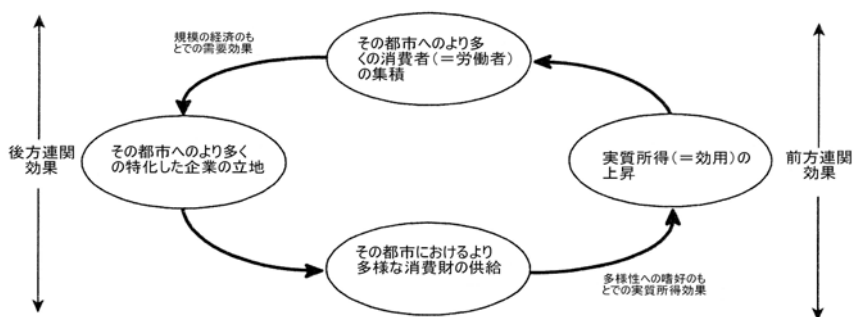 規模の経済のも
とでの需要効果
その都市へのより多
くの消費者(=労働者)
の集積
後方連関
効果
その都市へのより多く
の特化した企業の立地
実質所得(=効用)の
上昇
前方連関
効果
その都市におけるより
多様な消費財の供給
多様性への嗜好のも
とでの実質所得効果